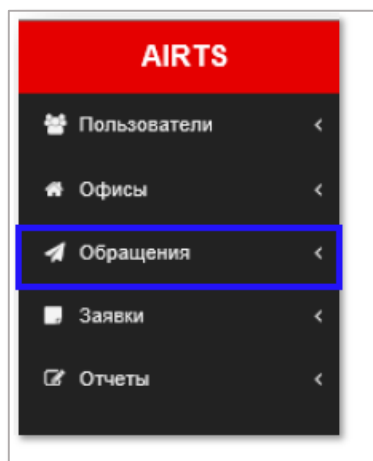 AIRTS
Пользователи
Офисы
Обращения
Заявки
Отчеты